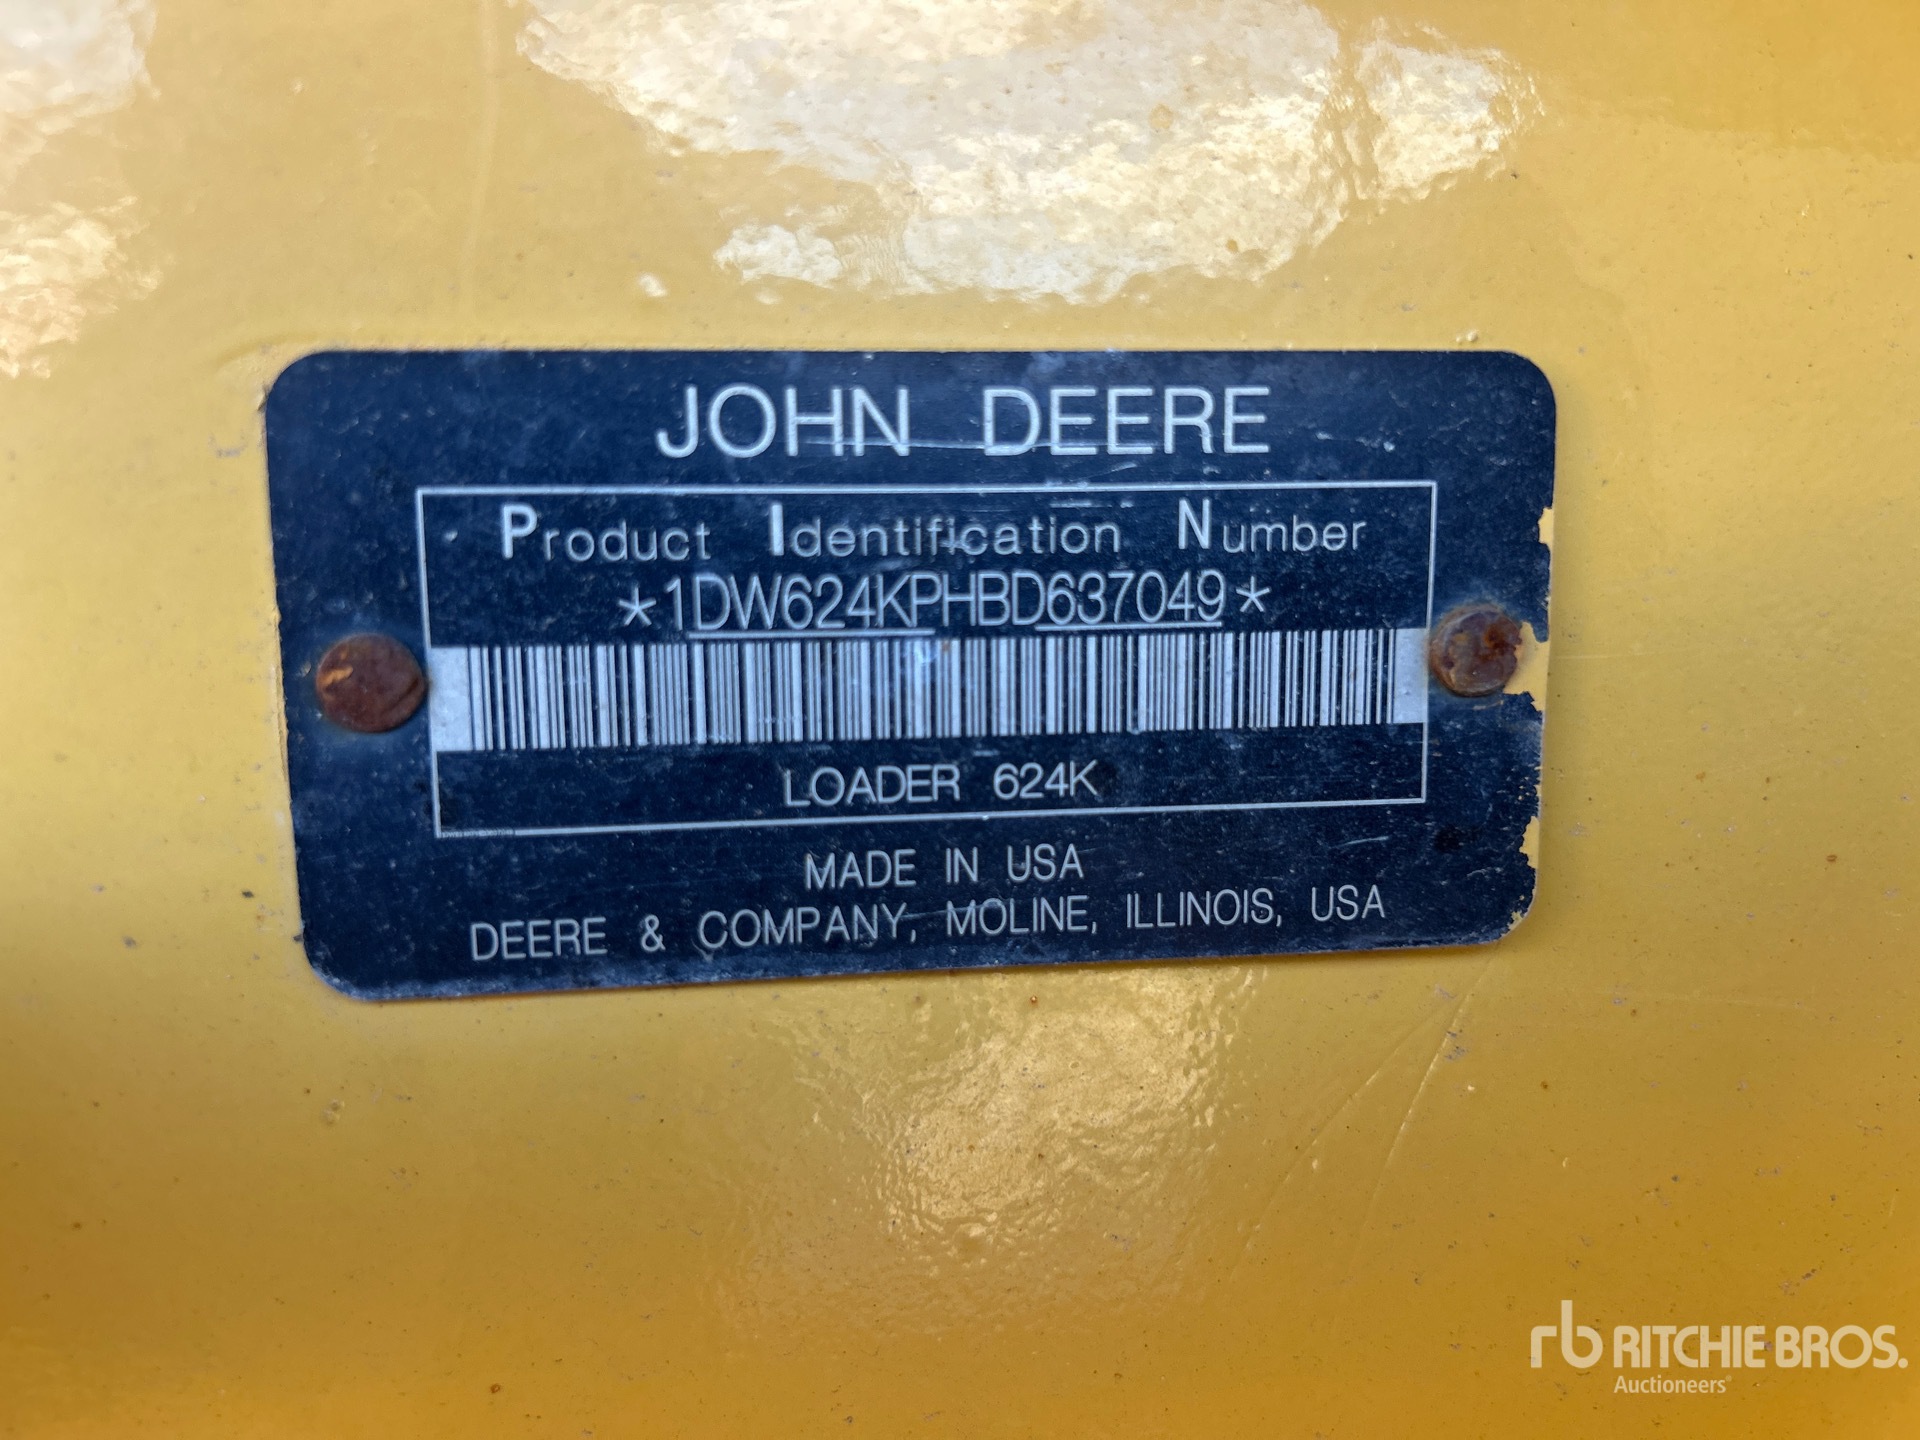 JOHN DEERE
Product Identification Number
*1DW624KPHBD637049*
LOADER 624K
MADE IN USA
DEERE & COMPANY, MOLINE, ILLINOIS, USA
rb RITCHIE BROS.
Auctioneers